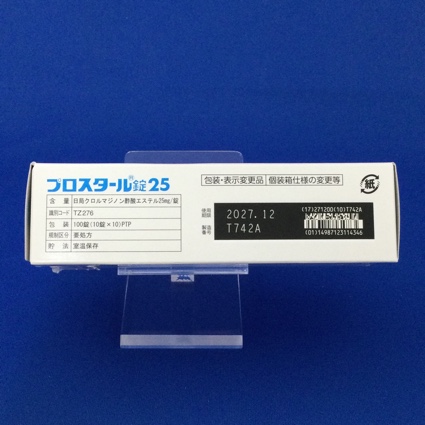 プロスタール®錠25
含量 日局クロルマジノン酢酸エステル25mg/錠
識別コード TZ276
包装 100錠(10錠×10)PTP
規制区分 要処方
貯法 室温保存
包装・表示変更品 個装箱仕様の変更等
紙
使用期限 2027.12
製造番号 T742A
(17)271200(10)T742A
(01)14987123114346